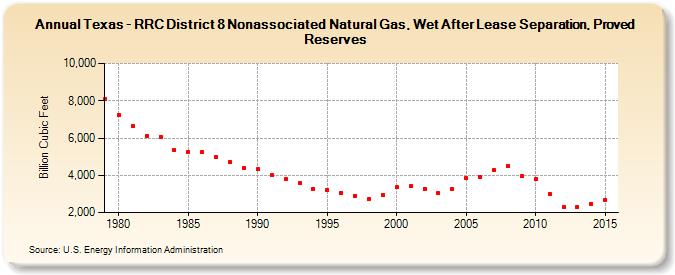 Annual Texas - RRC District 8 Nonassociated Natural Gas, Wet After Lease Separation, Proved
Reserves
Billion Cubic Feet
10,000
8,000
6,000
4,000
2,000
1980 1985 1990 1995 2000 2005 2010 2015
Source: U.S. Energy Information Administration